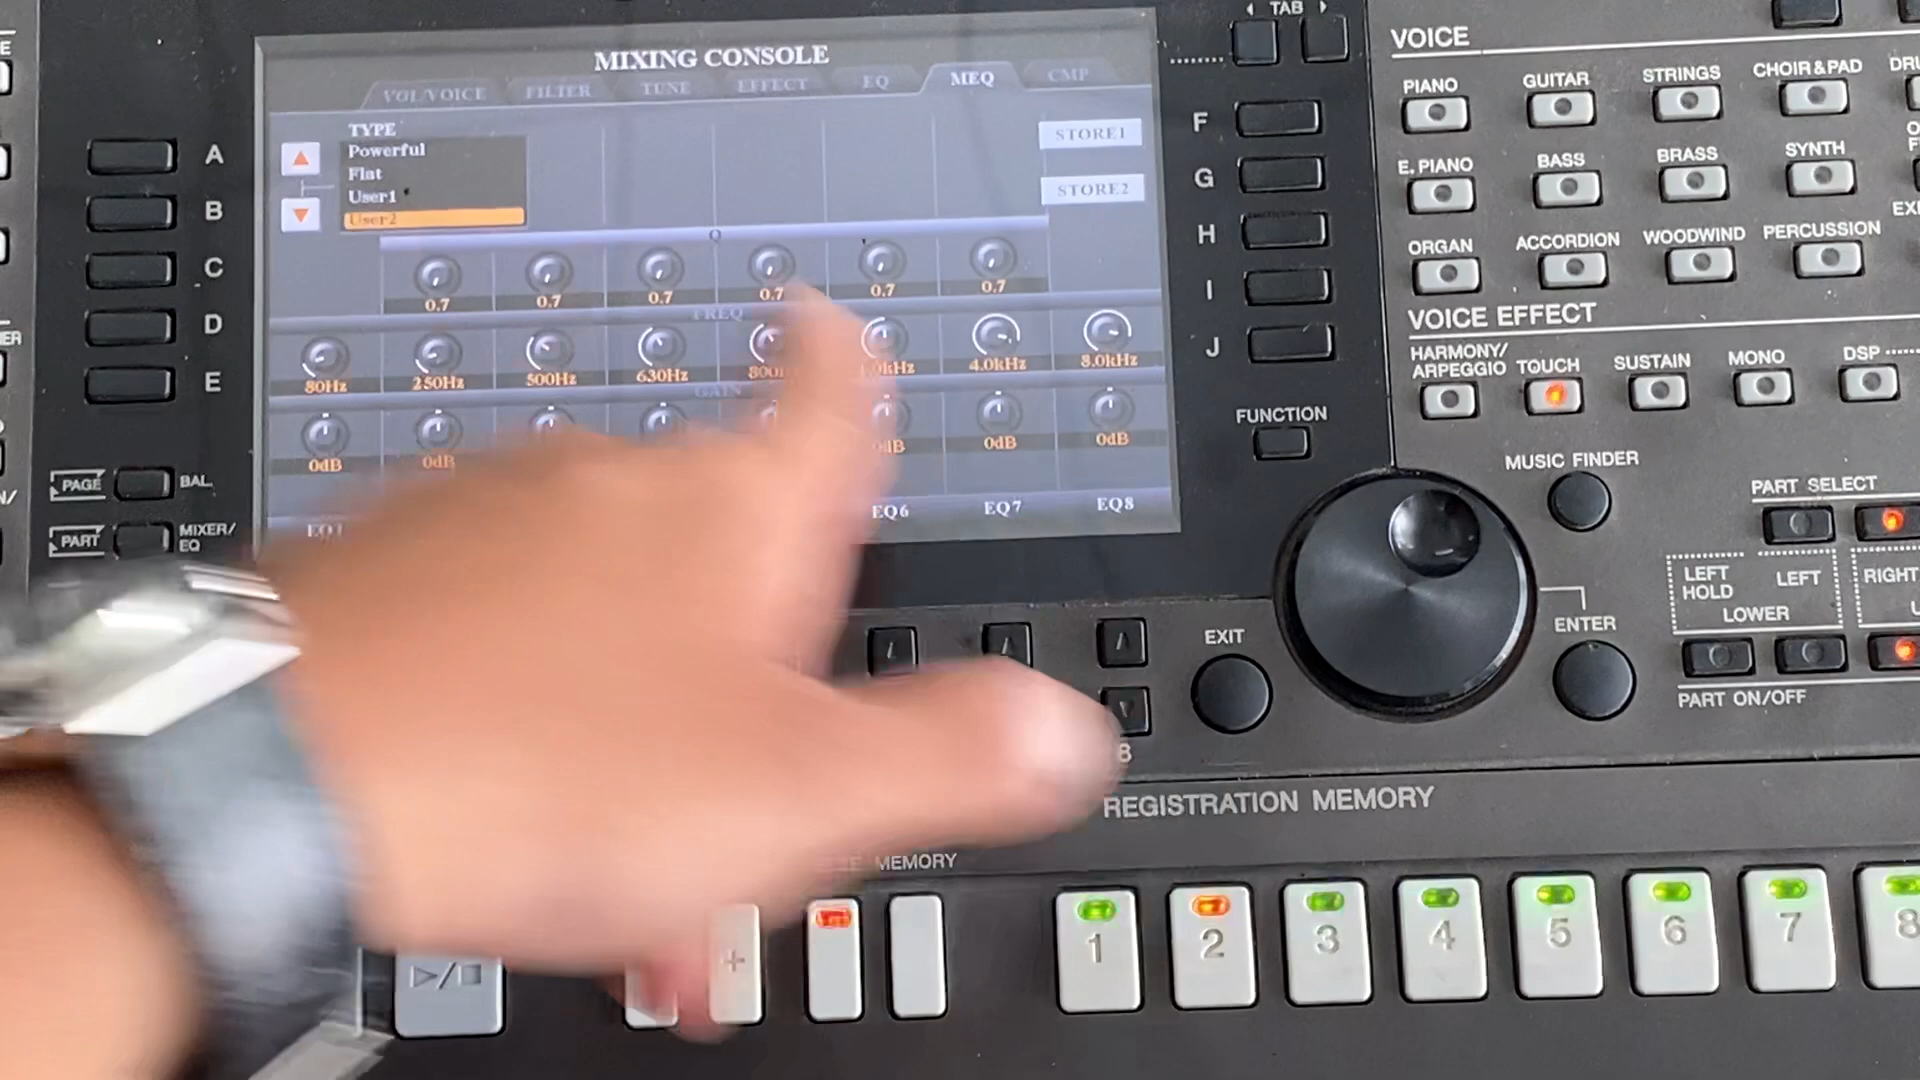 MIXING CONSOLE
VOL/VOICE FILTER TUNE EFFECT EQ MEQ CMP
TYPE
Powerful
Flat
User1
User2
STORE1
STORE2
Q
0.7 0.7 0.7 0.7 0.7 0.7
FREQ
80Hz 250Hz 500Hz 630Hz 4.0kHz 8.0kHz
GAIN
0dB 0dB 0dB 0dB 0dB
EQ1 EQ6 EQ7 EQ8
A
B
C
D
E
PAGE BAL.
PART MIXER/
EQ
TAB
F
G
H
I
J
FUNCTION
VOICE
PIANO GUITAR STRINGS CHOIR & PAD
E. PIANO BASS BRASS SYNTH
ORGAN ACCORDION WOODWIND PERCUSSION
VOICE EFFECT
HARMONY/
ARPEGGIO TOUCH SUSTAIN MONO DSP
MUSIC FINDER
PART SELECT
LEFT
HOLD LEFT RIGHT
LOWER
PART ON/OFF
EXIT
ENTER
8
REGISTRATION MEMORY
MEMORY
+
1 2 3 4 5 6 7 8